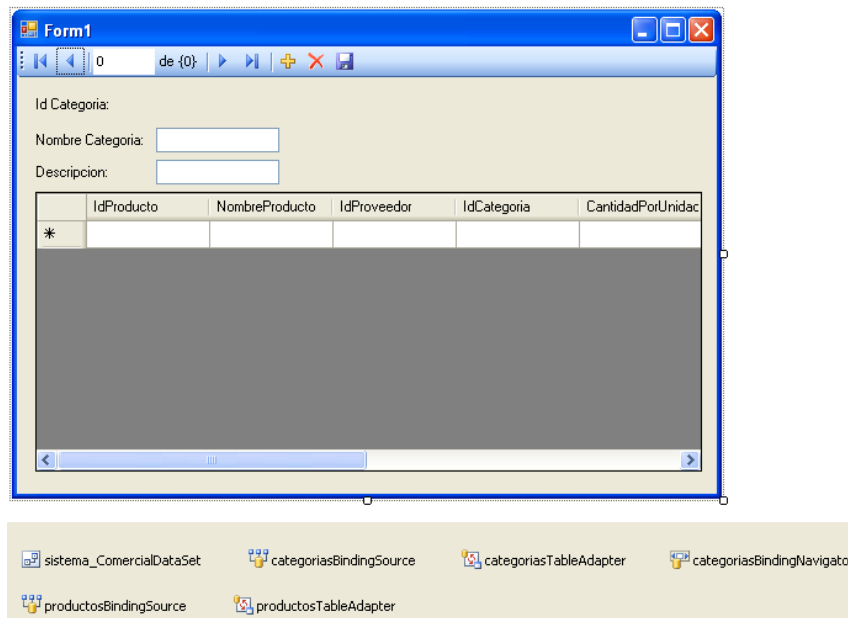 Form1
0 de {0}
Id Categoria:
Nombre Categoria:
Descripcion:
IdProducto NombreProducto IdProveedor IdCategoria CantidadPorUnidac
sistema_ComercialDataSet categoriasBindingSource categoriasTableAdapter categoriasBindingNavigato
productosBindingSource productosTableAdapter